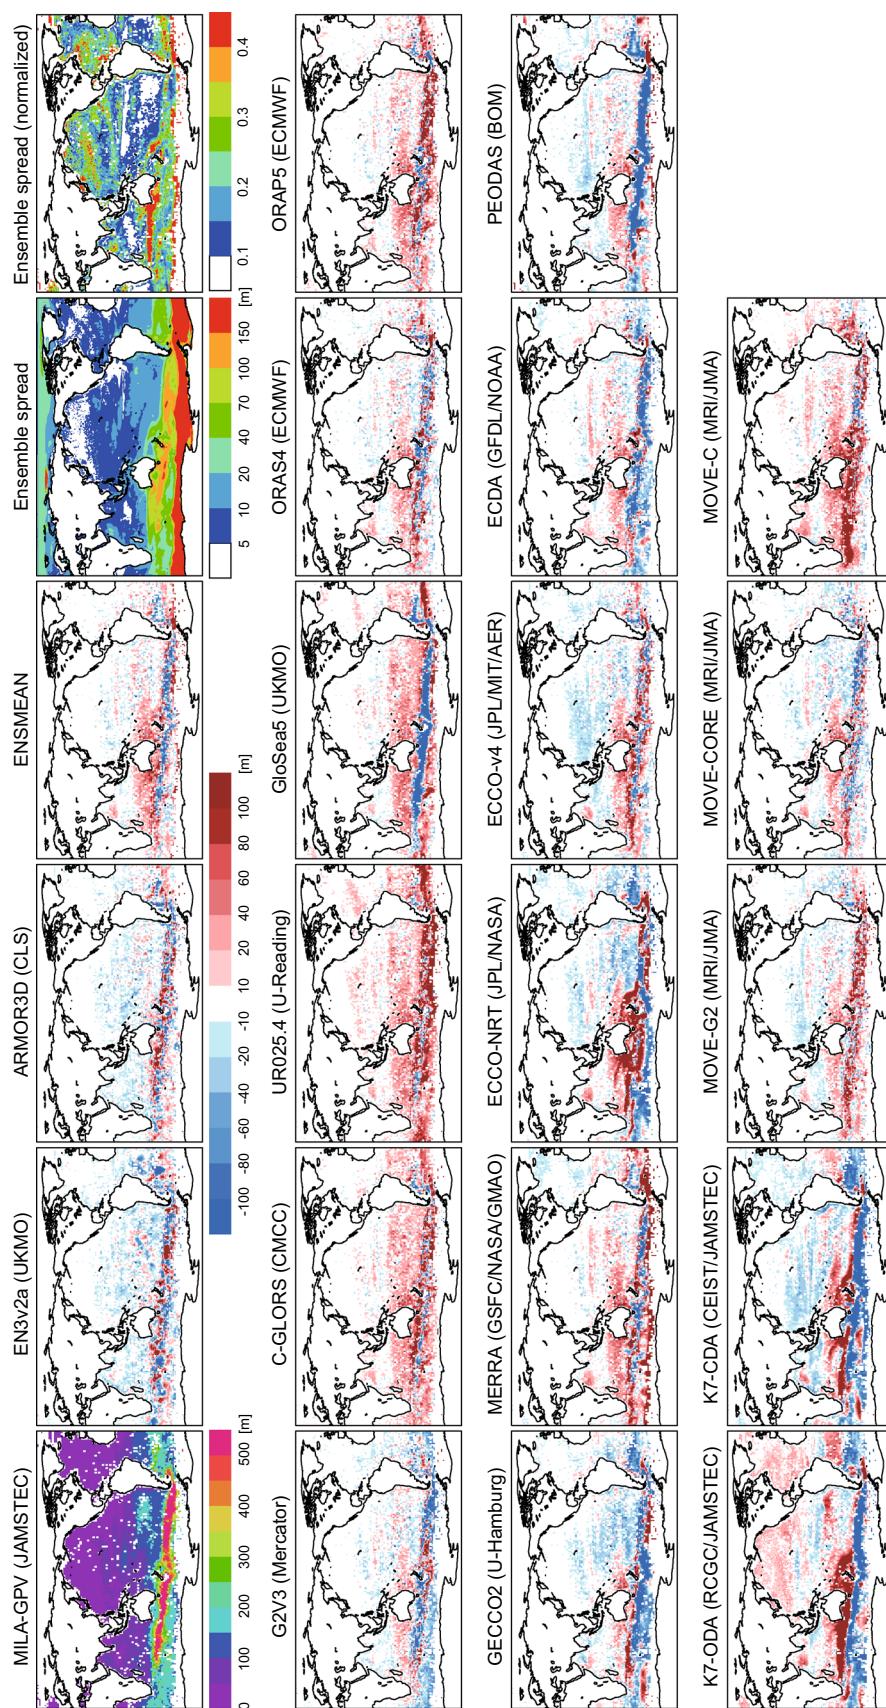 MILA-GPV (JAMSTEC)
EN3v2a (UKMO)
ARMOR3D (CLS)
ENSMEAN
Ensemble spread
Ensemble spread (normalized)
0 100 200 300 400 500 [m]
-100 -80 -60 -40 -20 -10 10 20 40 60 80 100 [m]
5 10 20 40 70 100 150 [m]
0.1 0.2 0.3 0.4
G2V3 (Mercator)
C-GLORS (CMCC)
UR025.4 (U-Reading)
GloSea5 (UKMO)
ORAS4 (ECMWF)
ORAP5 (ECMWF)
GECCO2 (U-Hamburg)
MERRA (GSFC/NASA/GMAO)
ECCO-NRT (JPL/NASA)
ECCO-v4 (JPL/MIT/AER)
ECDA (GFDL/NOAA)
PEODAS (BOM)
K7-ODA (RCGC/JAMSTEC)
K7-CDA (CEIST/JAMSTEC)
MOVE-G2 (MRI/JMA)
MOVE-CORE (MRI/JMA)
MOVE-C (MRI/JMA)